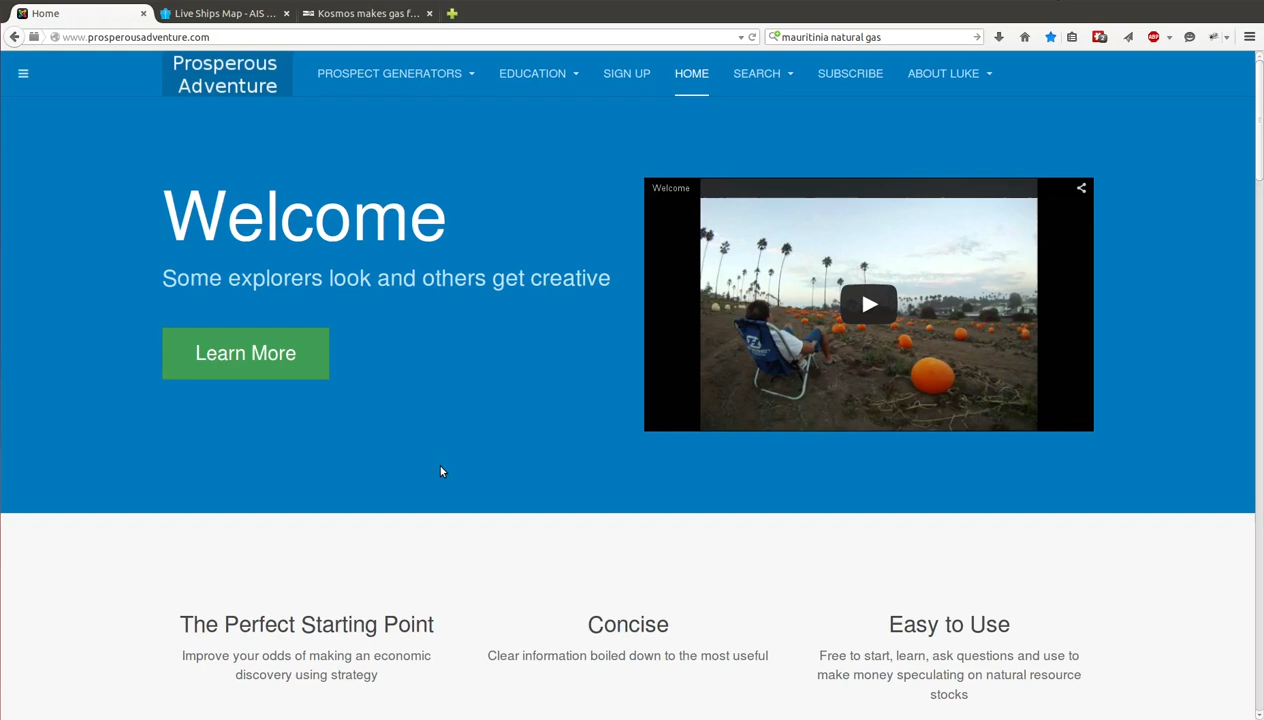 Home
Live Ships Map - AIS ...
Kosmos makes gas f...
www.prosperousadventure.com
mauritinia natural gas
ABP
Prosperous
Adventure
PROSPECT GENERATORS
EDUCATION
SIGN UP
HOME
SEARCH
SUBSCRIBE
ABOUT LUKE
Welcome
Some explorers look and others get creative
Learn More
Welcome
The Perfect Starting Point
Improve your odds of making an economic
discovery using strategy
Concise
Clear information boiled down to the most useful
Easy to Use
Free to start, learn, ask questions and use to
make money speculating on natural resource
stocks